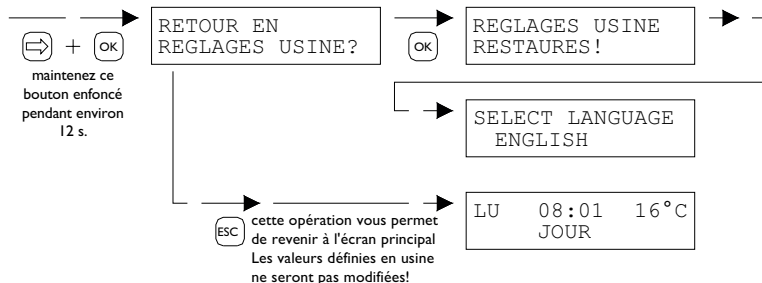 + OK
maintenez ce
bouton enfoncé
pendant environ
12 s.
RETOUR EN
REGLAGES USINE?
OK
REGLAGES USINE
RESTAURES!
SELECT LANGUAGE
ENGLISH
ESC
cette opération vous permet
de revenir à l'écran principal
Les valeurs définies en usine
ne seront pas modifiées!
LU 08:01 16°C
JOUR